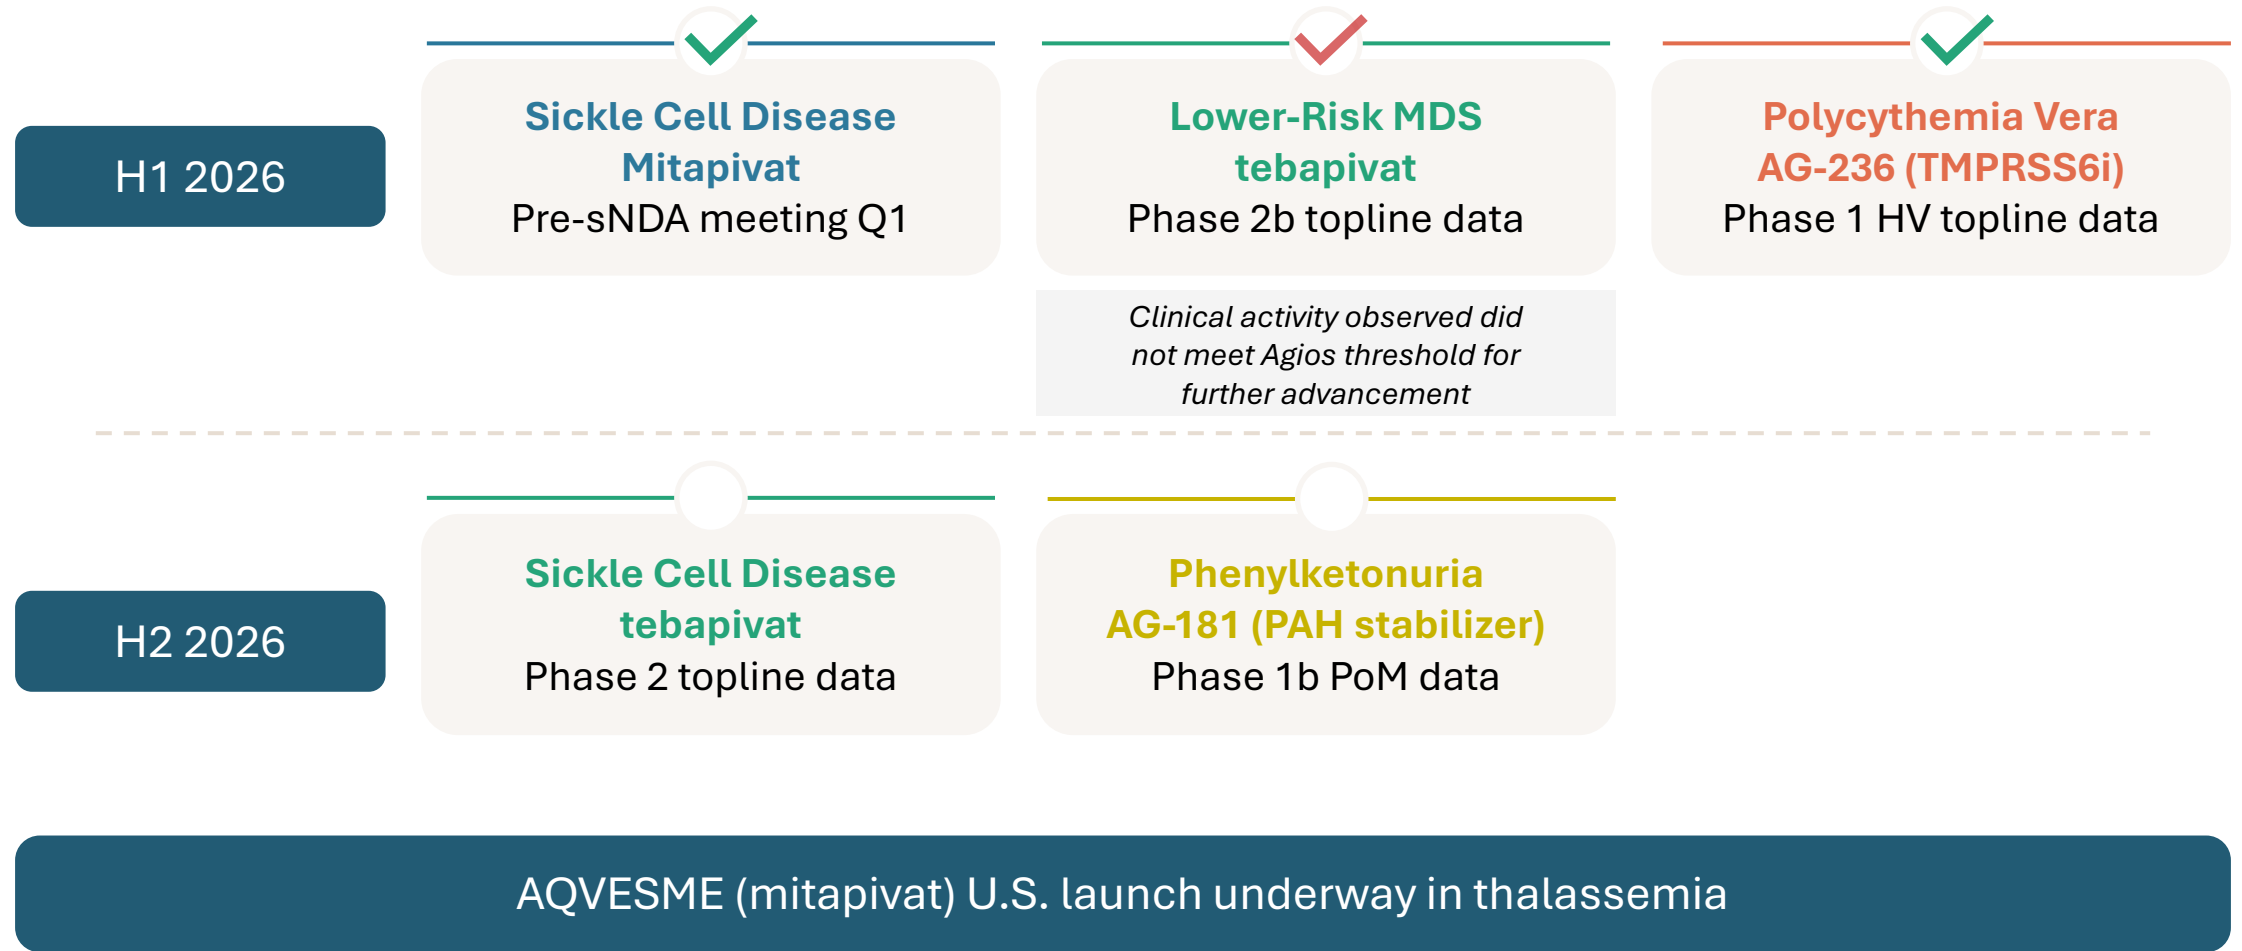 H1 2026
Sickle Cell Disease
Mitapivat
Pre-sNDA meeting Q1
Lower-Risk MDS
tebapivat
Phase 2b topline data
Clinical activity observed did
not meet Agios threshold for
further advancement
Polycythemia Vera
AG-236 (TMPRSS6i)
Phase 1 HV topline data
H2 2026
Sickle Cell Disease
tebapivat
Phase 2 topline data
Phenylketonuria
AG-181 (PAH stabilizer)
Phase 1b PoM data
AQVESME (mitapivat) U.S. launch underway in thalassemia